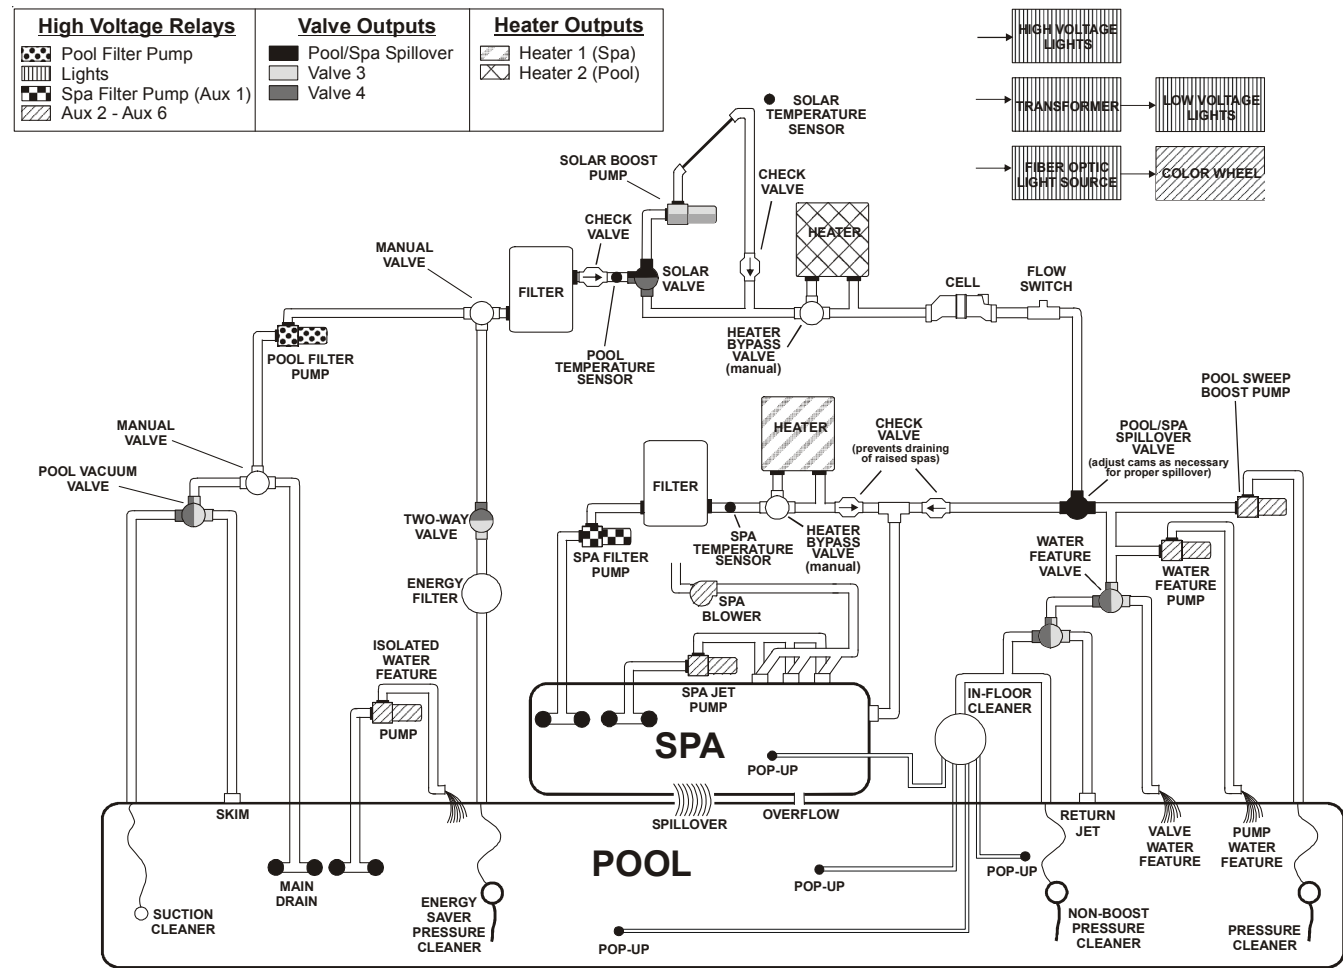 High Voltage Relays
Pool Filter Pump
Lights
Spa Filter Pump (Aux 1)
Aux 2 - Aux 6
Valve Outputs
Pool/Spa Spillover
Valve 3
Valve 4
Heater Outputs
Heater 1 (Spa)
Heater 2 (Pool)
HIGH VOLTAGE
LIGHTS
TRANSFORMER
LOW VOLTAGE
LIGHTS
FIBER OPTIC
LIGHT SOURCE
COLOR WHEEL
SOLAR
TEMPERATURE
SENSOR
SOLAR BOOST
PUMP
CHECK
VALVE
CHECK
VALVE
MANUAL
VALVE
FILTER
SOLAR
VALVE
HEATER
CELL
FLOW
SWITCH
POOL FILTER
PUMP
POOL
TEMPERATURE
SENSOR
HEATER
BYPASS
VALVE
(manual)
POOL SWEEP
BOOST PUMP
MANUAL
VALVE
POOL VACUUM
VALVE
HEATER
CHECK
VALVE
(prevents draining
of raised spas)
POOL/SPA
SPILLOVER
VALVE
(adjust cams as necessary
for proper spillover)
FILTER
TWO-WAY
VALVE
SPA FILTER
PUMP
SPA
TEMPERATURE
SENSOR
HEATER
BYPASS
VALVE
(manual)
WATER
FEATURE
VALVE
WATER
FEATURE
PUMP
ENERGY
FILTER
SPA
BLOWER
ISOLATED
WATER
FEATURE
PUMP
SPA JET
PUMP
IN-FLOOR
CLEANER
SPA
POP-UP
SKIM
SPILLOVER
OVERFLOW
RETURN
JET
VALVE
WATER
FEATURE
PUMP
WATER
FEATURE
POOL
POP-UP
POP-UP
MAIN
DRAIN
SUCTION
CLEANER
ENERGY
SAVER
PRESSURE
CLEANER
POP-UP
NON-BOOST
PRESSURE
CLEANER
PRESSURE
CLEANER